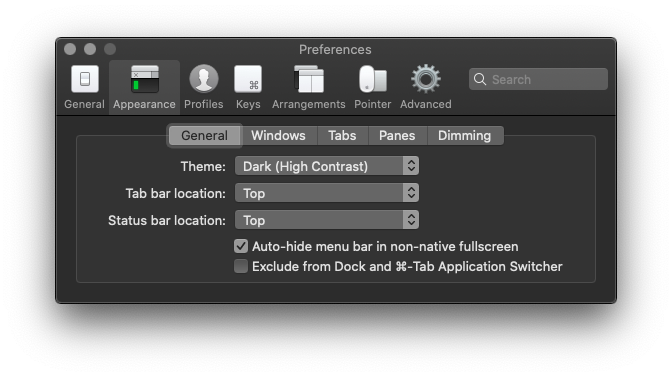 Preferences
General Appearance Profiles Keys Arrangements Pointer Advanced Search
General Windows Tabs Panes Dimming
Theme: Dark (High Contrast)
Tab bar location: Top
Status bar location: Top
Auto-hide menu bar in non-native fullscreen
Exclude from Dock and ⌘-Tab Application Switcher